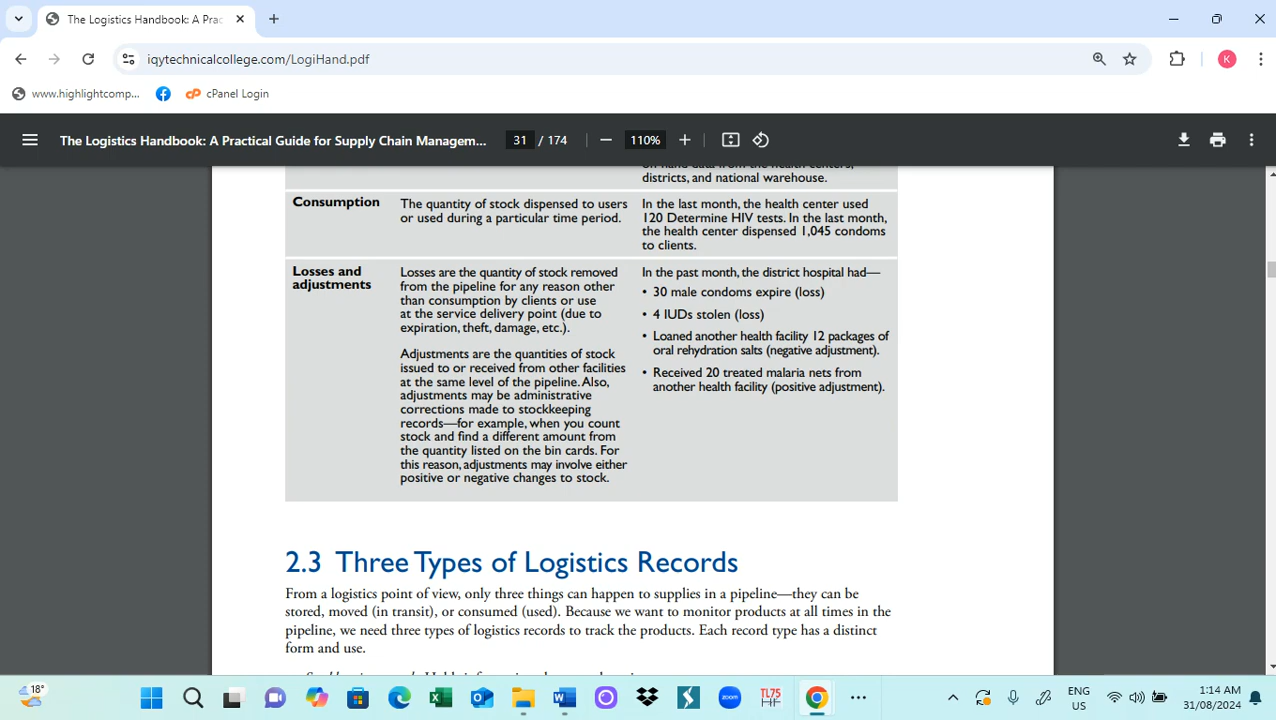 The Logistics Handbook: A Prac
iqytechnicalcollege.com/LogiHand.pdf
K
www.highlightcomp...
cPanel Login
The Logistics Handbook: A Practical Guide for Supply Chain Managem...
31 / 174
110%
on hand data from the health centers,
districts, and national warehouse.
Consumption
The quantity of stock dispensed to users
or used during a particular time period.
In the last month, the health center used
120 Determine HIV tests. In the last month,
the health center dispensed 1,045 condoms
to clients.
Losses and
adjustments
Losses are the quantity of stock removed
from the pipeline for any reason other
than consumption by clients or use
at the service delivery point (due to
expiration, theft, damage, etc.).
Adjustments are the quantities of stock
issued to or received from other facilities
at the same level of the pipeline. Also,
adjustments may be administrative
corrections made to stockkeeping
records—for example, when you count
stock and find a different amount from
the quantity listed on the bin cards. For
this reason, adjustments may involve either
positive or negative changes to stock.
In the past month, the district hospital had—
• 30 male condoms expire (loss)
• 4 IUDs stolen (loss)
• Loaned another health facility 12 packages of
oral rehydration salts (negative adjustment).
• Received 20 treated malaria nets from
another health facility (positive adjustment).
2.3 Three Types of Logistics Records
From a logistics point of view, only three things can happen to supplies in a pipeline—they can be
stored, moved (in transit), or consumed (used). Because we want to monitor products at all times in the
pipeline, we need three types of logistics records to track the products. Each record type has a distinct
form and use.
18°
zoom
TL75
ENG
US
1:14 AM
31/08/2024